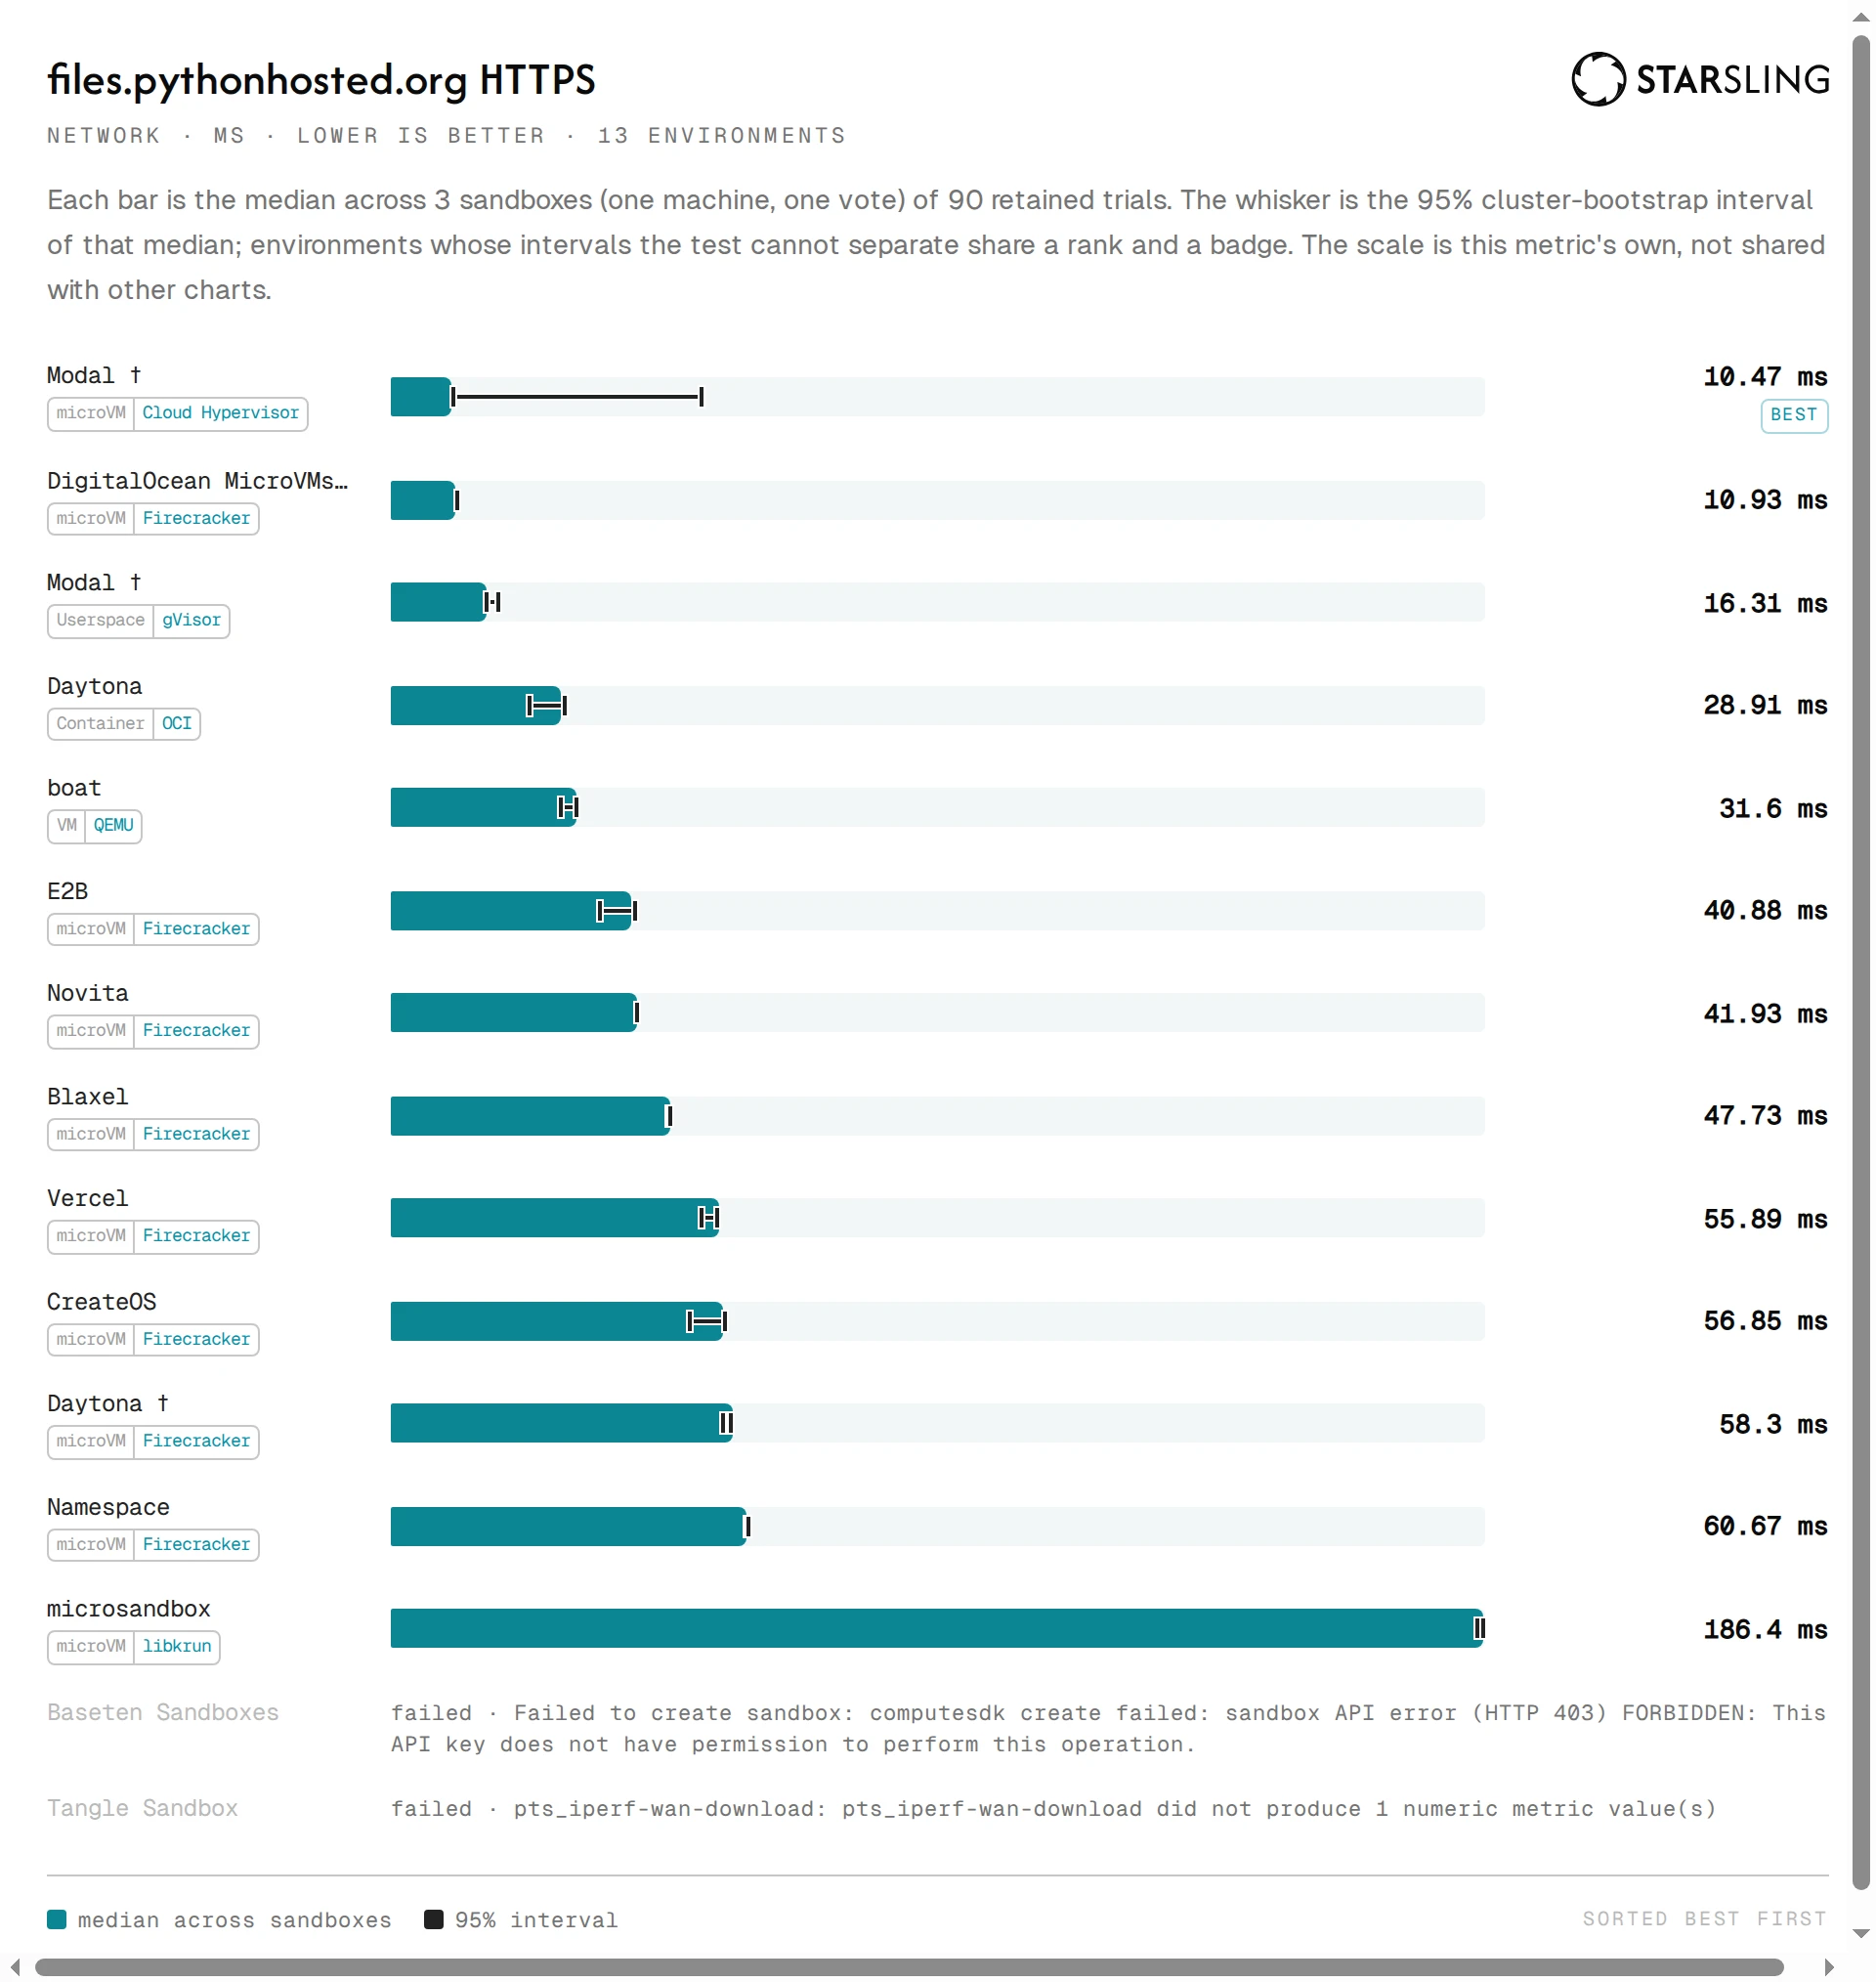 files.pythonhosted.org HTTPS
STARSLING
NETWORK · MS · LOWER IS BETTER · 13 ENVIRONMENTS
Each bar is the median across 3 sandboxes (one machine, one vote) of 90 retained trials. The whisker is the 95% cluster-bootstrap interval
of that median; environments whose intervals the test cannot separate share a rank and a badge. The scale is this metric's own, not shared
with other charts.
Modal †
10.47 ms
microVM Cloud Hypervisor
BEST
DigitalOcean MicroVMs…
10.93 ms
microVM Firecracker
Modal †
16.31 ms
Userspace gVisor
Daytona
28.91 ms
Container OCI
boat
31.6 ms
VM QEMU
E2B
40.88 ms
microVM Firecracker
Novita
41.93 ms
microVM Firecracker
Blaxel
47.73 ms
microVM Firecracker
Vercel
55.89 ms
microVM Firecracker
CreateOS
56.85 ms
microVM Firecracker
Daytona †
58.3 ms
microVM Firecracker
Namespace
60.67 ms
microVM Firecracker
microsandbox
186.4 ms
microVM libkrun
Baseten Sandboxes
failed · Failed to create sandbox: computesdk create failed: sandbox API error (HTTP 403) FORBIDDEN: This
API key does not have permission to perform this operation.
Tangle Sandbox
failed · pts_iperf-wan-download: pts_iperf-wan-download did not produce 1 numeric metric value(s)
median across sandboxes
95% interval
SORTED BEST FIRST